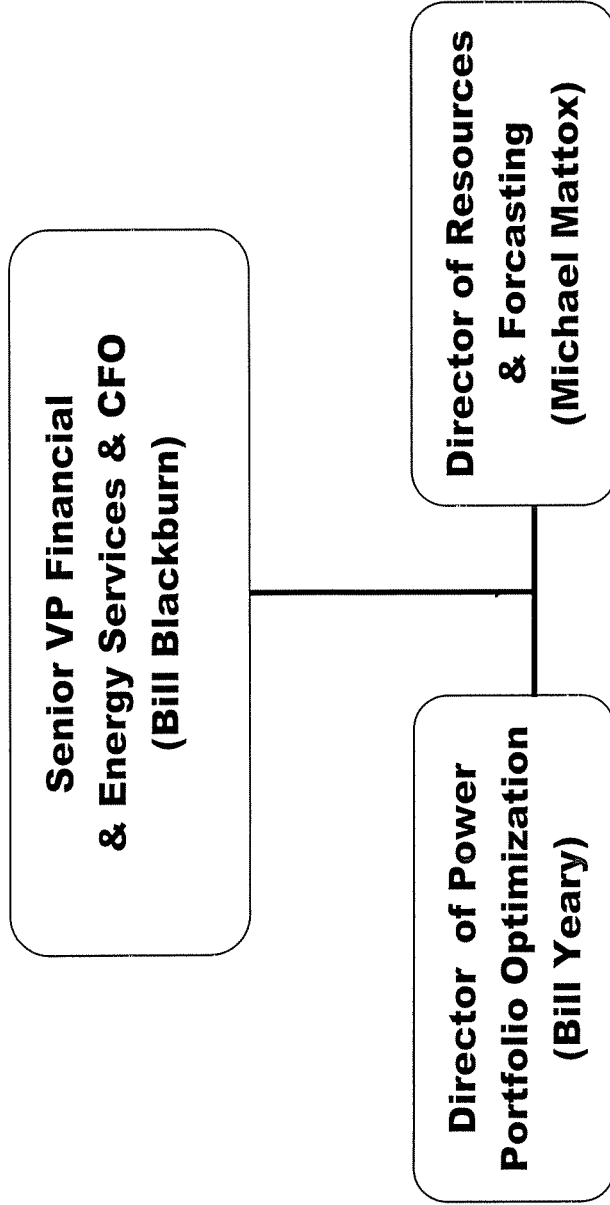 Senior VP Financial
& Energy Services & CFO
(Bill Blackburn)
Director of Power
Portfolio Optimization
(Bill Yeary)
Director of Resources
& Forcasting
(Michael Mattox)